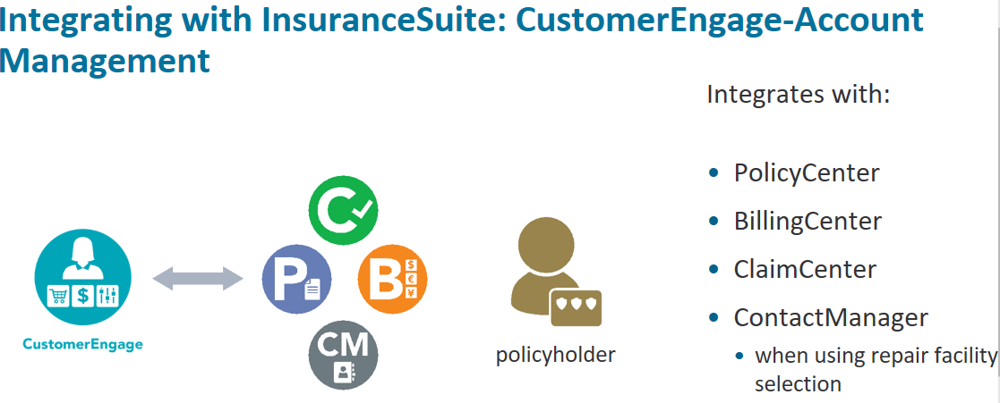 Integrating with InsuranceSuite: CustomerEngage-Account
Management
Integrates with:
• PolicyCenter
• BillingCenter
• ClaimCenter
• ContactManager
• when using repair facility
selection
C
P
B
$
€
¥
CM
$
CustomerEngage
policyholder